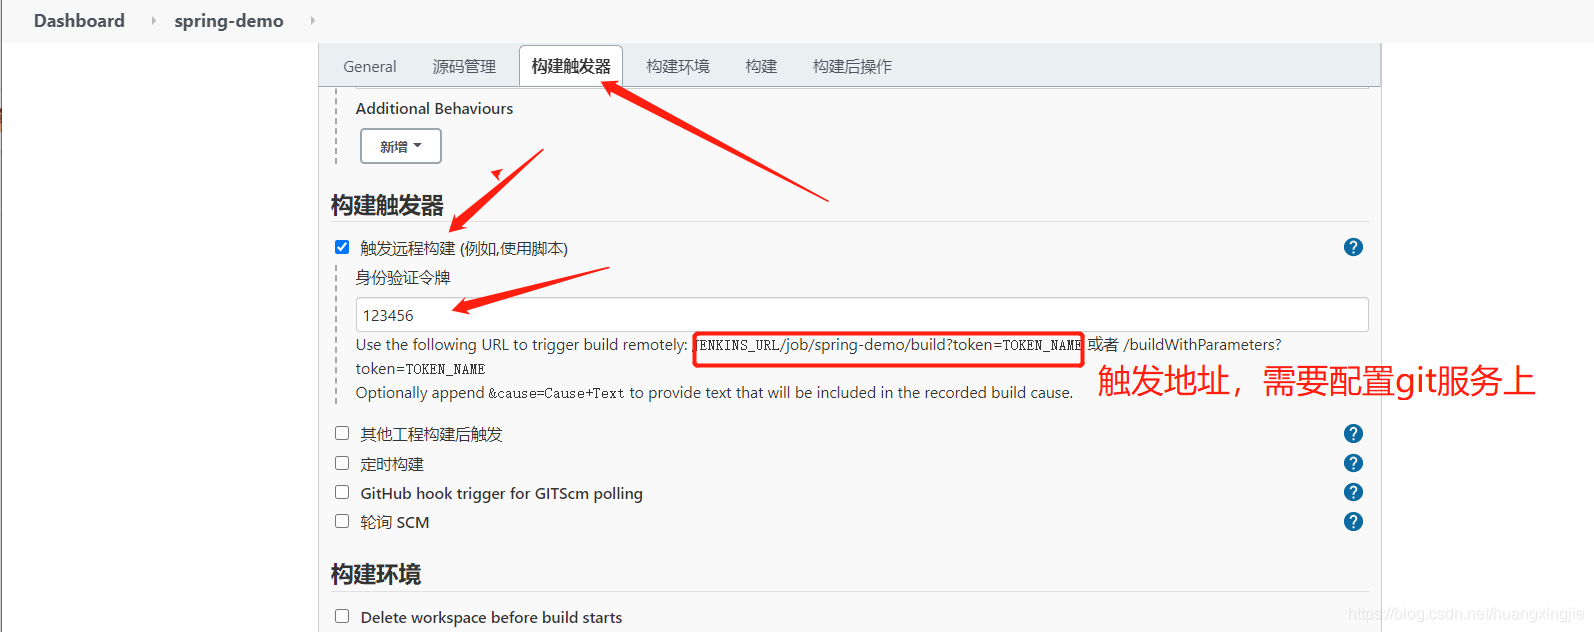 Dashboard spring-demo
General 源码管理 构建触发器 构建环境 构建 构建后操作
Additional Behaviours
新增
构建触发器
触发远程构建 (例如,使用脚本)
身份验证令牌
123456
Use the following URL to trigger build remotely: JENKINS_URL/job/spring-demo/build?token=TOKEN_NAME 或者 /buildWithParameters?
token=TOKEN_NAME
Optionally append &cause=Cause+Text to provide text that will be included in the recorded build cause.
触发地址，需要配置git服务上
其他工程构建后触发
定时构建
GitHub hook trigger for GITScm polling
轮询 SCM
构建环境
Delete workspace before build starts
https://blog.csdn.net/huangxingjie